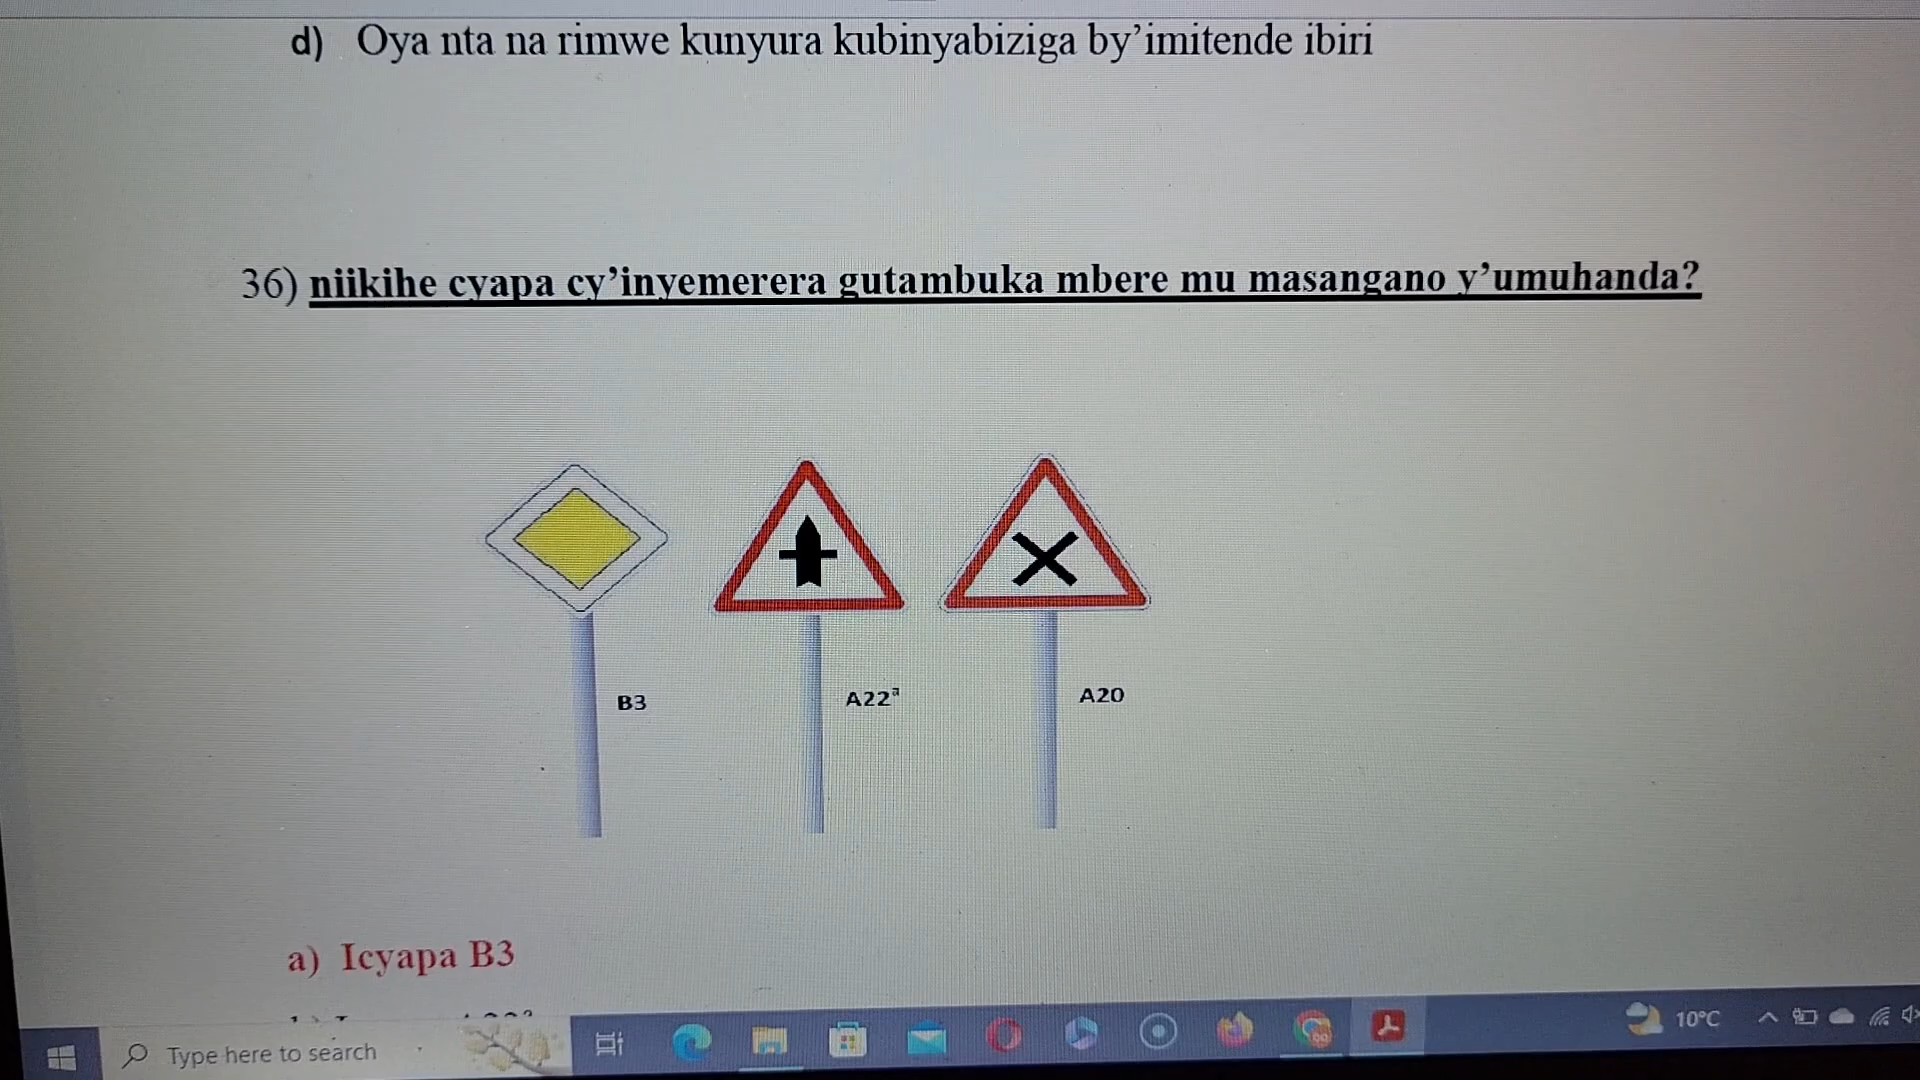 d) Oya nta na rimwe kunyura kubinyabiziga by’imitende ibiri
36) niikihe cyapa cy’inyemerera gutambuka mbere mu masangano y’umuhanda?
B3
A22ª
A20
a) Icyapa B3
Type here to search
10°C